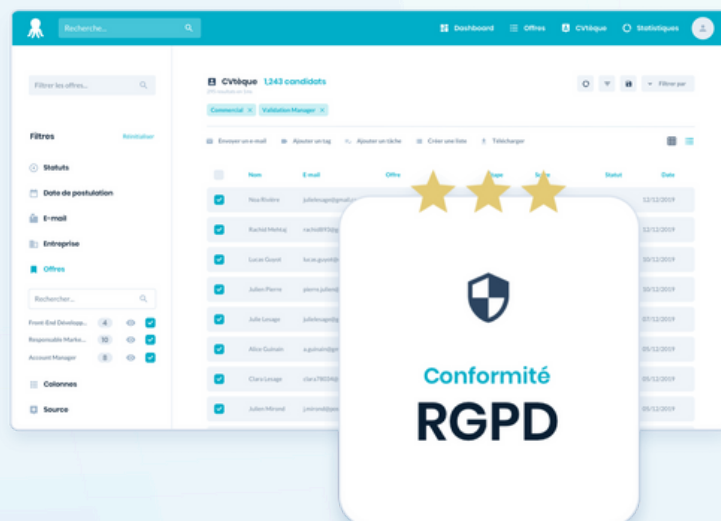 Recherche...
Dashboard
Offres
CVtèque
Statistiques
Filtrer les offres...
CVtèque 1,243 candidats
Filtrer par
Commercial ×
Validation Manager ×
Filtres
Réinitialiser
Envoyer un e-mail
Ajouter un tag
Ajouter un tâche
Créer une liste
Télécharger
Statuts
Date de postulation
E-mail
Entreprise
Offres
Rechercher...
Front End Développ... 4
Responsable Marke... 10
Account Manager 8
Colonnes
Source
Nom
E-mail
Offre
Statut
Date
Noa Rivière
12/12/2019
Rachid Mehtaj
12/12/2019
Lucas Guyot
10/12/2019
Julien Pierre
10/12/2019
Julie Lesage
07/12/2019
Alice Guinain
05/12/2019
Clara Lesage
05/12/2019
Julien Mirand
05/12/2019
Conformité
RGPD